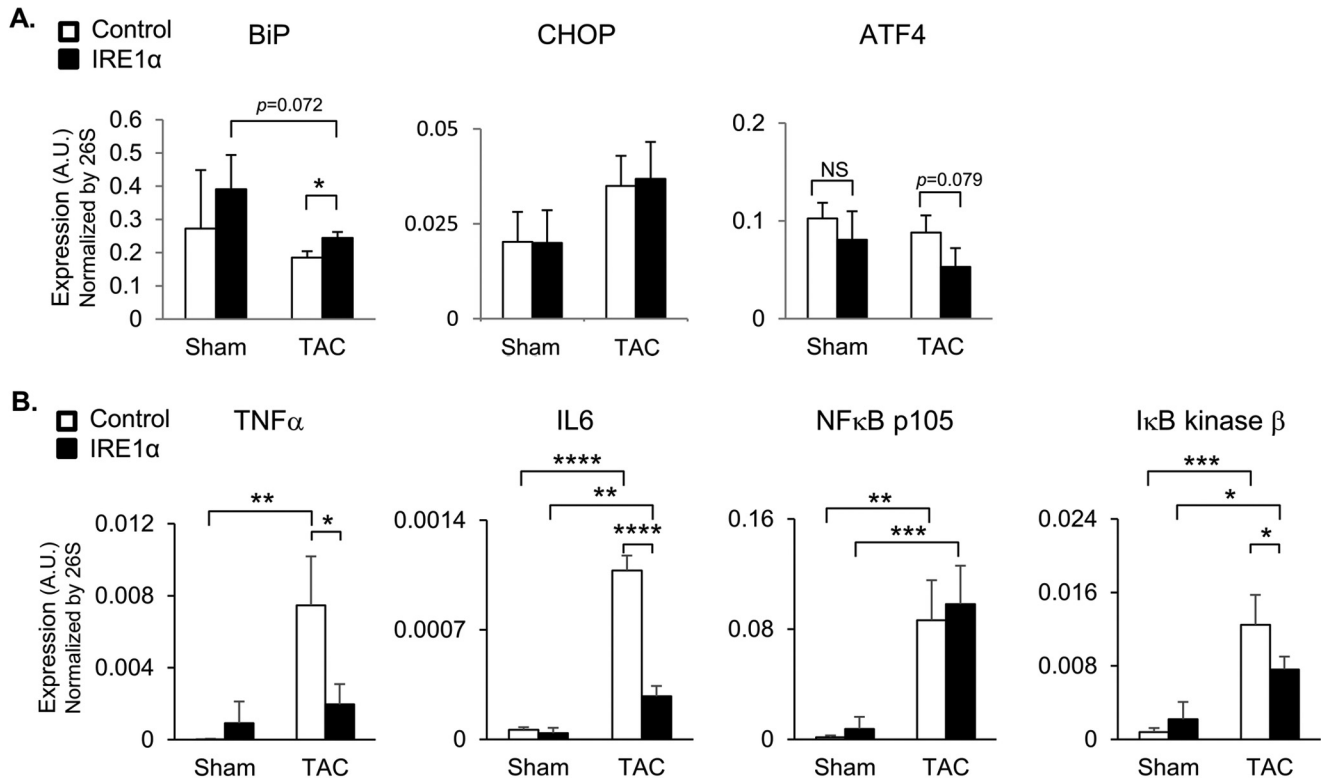 A.
Control
IRE1α
BiP
CHOP
ATF4
Expression (A.U.)
Normalized by 26S
0.6
0.5
0.4
0.3
0.2
0.1
0
p=0.072
*
Sham
TAC
0.05
0.025
0
Sham
TAC
0.2
0.1
0
NS
p=0.079
Sham
TAC
B.
Control
IRE1α
TNFα
IL6
NFκB p105
IκB kinase β
Expression (A.U.)
Normalized by 26S
0.012
0.008
0.004
0
**
*
Sham
TAC
****
**
****
0.0014
0.0007
0
Sham
TAC
**
***
0.16
0.08
0
Sham
TAC
***
*
*
0.024
0.016
0.008
0
Sham
TAC